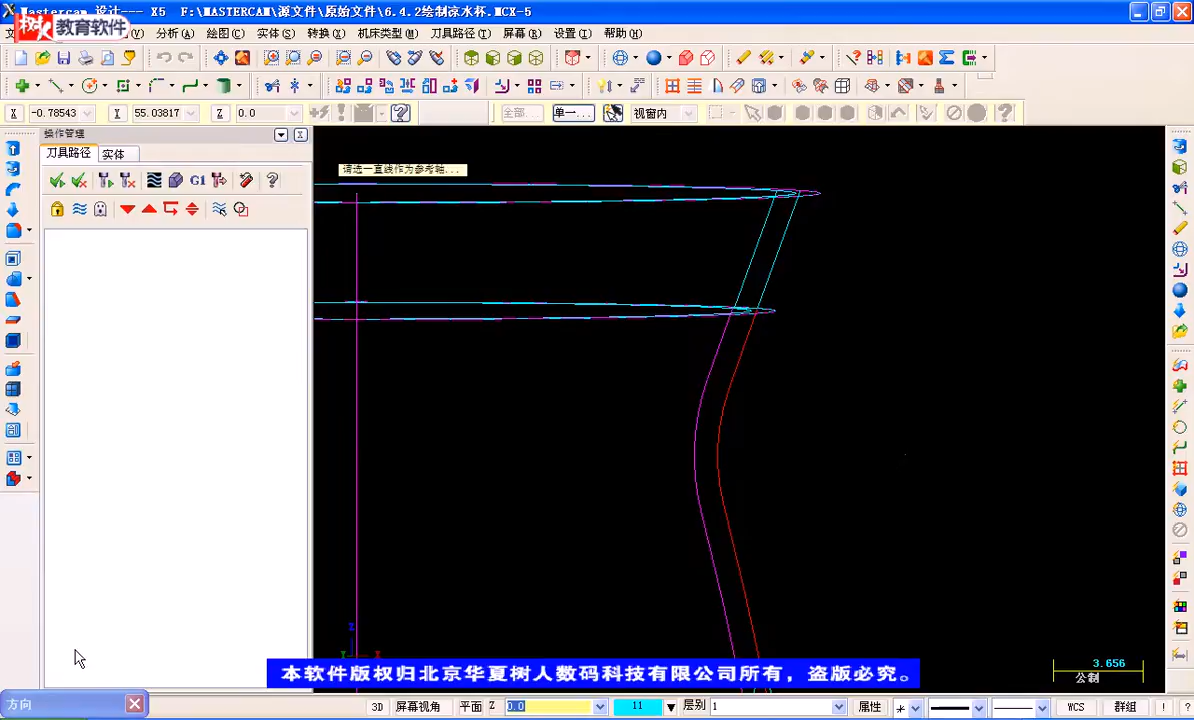 Mastercam 设计--- X5 F:\MASTERCAM\源文件\原始文件\6.4.2绘制凉水杯.MCX-5
树人教育软件
分析(A) 绘图(C) 实体(S) 转换(X) 机床类型(M) 刀具路径(T) 屏幕(R) 设置(I) 帮助(H)
X -0.78543 Y 55.03817 Z 0.0 全部... 单一... 视窗内
操作管理
刀具路径 实体
G1
请选一直线作为参考轴...
Z
3.656
公制
本软件版权归北京华夏树人数码科技有限公司所有，盗版必究。
方向
3D 屏幕视角 平面 Z 0.0 11 层别 1 属性 WCS 群组 ! ?